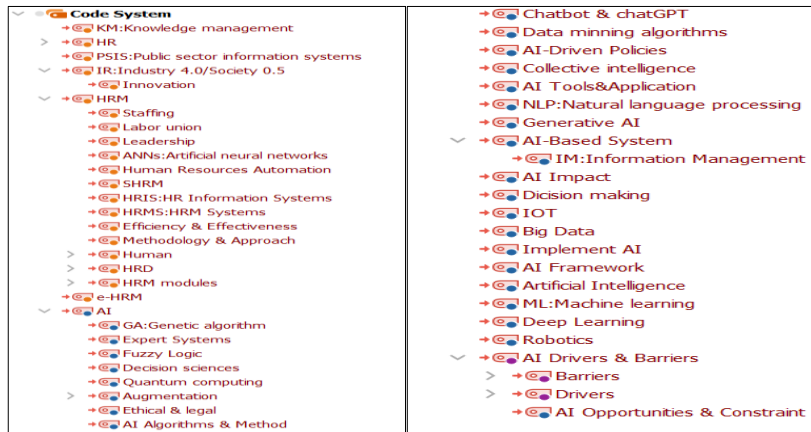 Code System
KM:Knowledge management
HR
PSIS:Public sector information systems
IR:Industry 4.0/Society 0.5
Innovation
HRM
Staffing
Labor union
Leadership
ANNs:Artificial neural networks
Human Resources Automation
SHRM
HRIS:HR Information Systems
HRMS:HRM Systems
Efficiency & Effectiveness
Methodology & Approach
Human
HRD
HRM modules
e-HRM
AI
GA:Genetic algorithm
Expert Systems
Fuzzy Logic
Decision sciences
Quantum computing
Augmentation
Ethical & legal
AI Algorithms & Method
Chatbot & chatGPT
Data minning algorithms
AI-Driven Policies
Collective intelligence
AI Tools&Application
NLP:Natural language processing
Generative AI
AI-Based System
IM:Information Management
AI Impact
Dicision making
IOT
Big Data
Implement AI
AI Framework
Artificial Intelligence
ML:Machine learning
Deep Learning
Robotics
AI Drivers & Barriers
Barriers
Drivers
AI Opportunities & Constraint